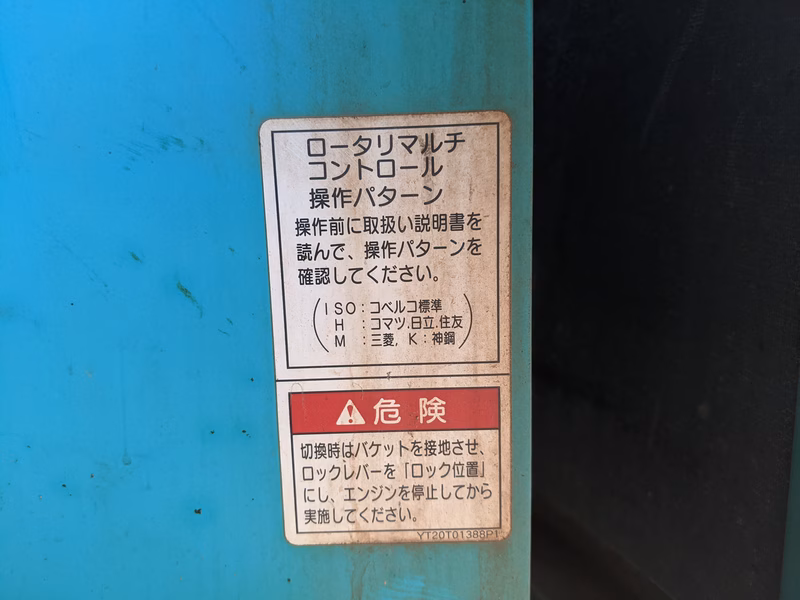 ロータリマルチ
コントロール
操作パターン
操作前に取扱い説明書を
読んで、操作パターンを
確認してください。
ISO：コベルコ標準
H：コマツ.日立.住友
M：三菱，K：神鋼
危険
切換時はバケットを接地させ、
ロックレバーを「ロック位置」
にし、エンジンを停止してから
実施してください。
YT20T01388P1